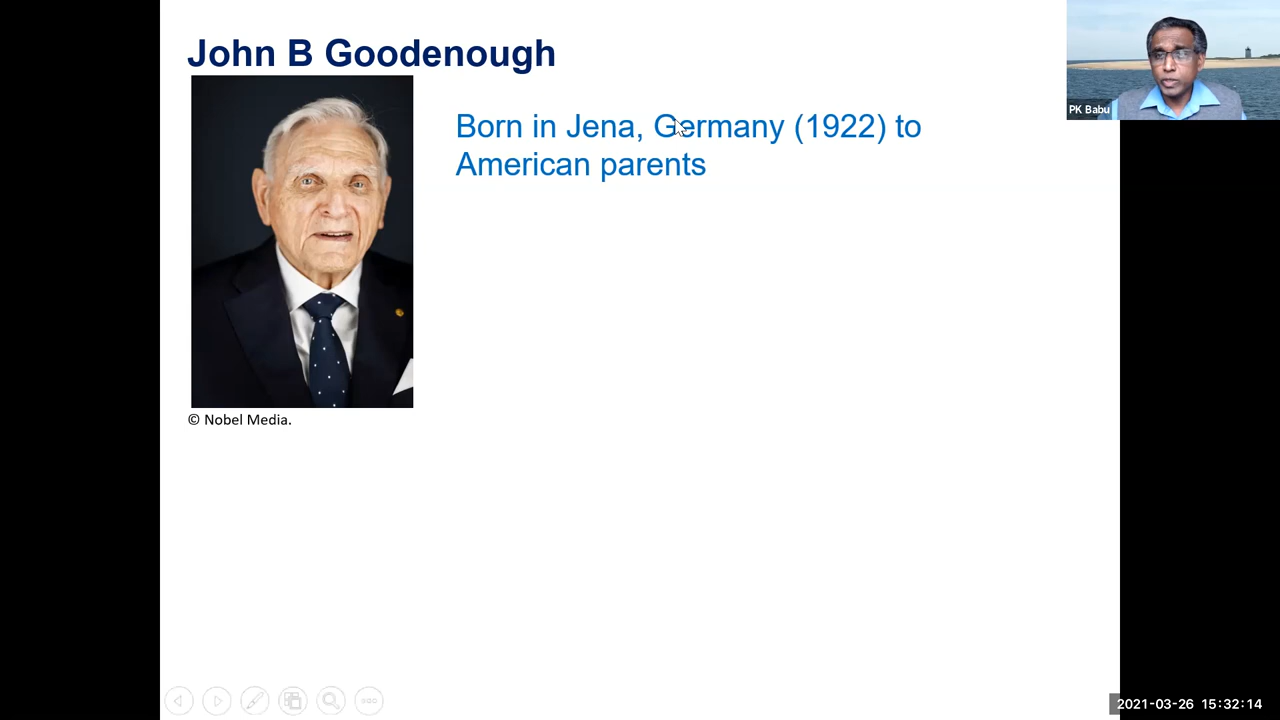 John B Goodenough
PK Babu
Born in Jena, Germany (1922) to
American parents
© Nobel Media.
2021-03-26 15:32:14